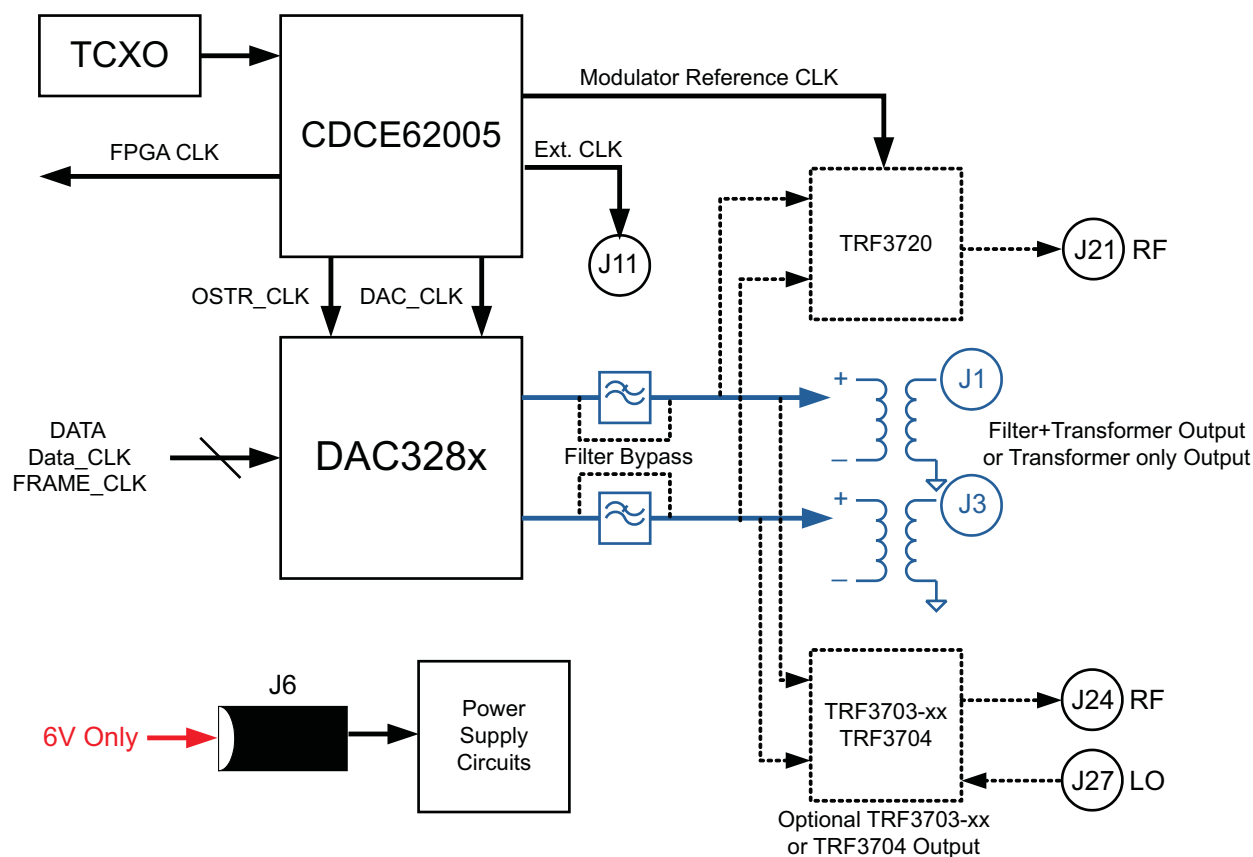 TCXO
CDCE62005
Modulator Reference CLK
FPGA CLK
Ext. CLK
J11
TRF3720
J21 RF
OSTR_CLK
DAC_CLK
DATA
Data_CLK
FRAME_CLK
DAC328x
Filter Bypass
+
–
J1
+
–
J3
Filter+Transformer Output
or Transformer only Output
6V Only
J6
Power
Supply
Circuits
TRF3703-xx
TRF3704
J24 RF
J27 LO
Optional TRF3703-xx
or TRF3704 Output